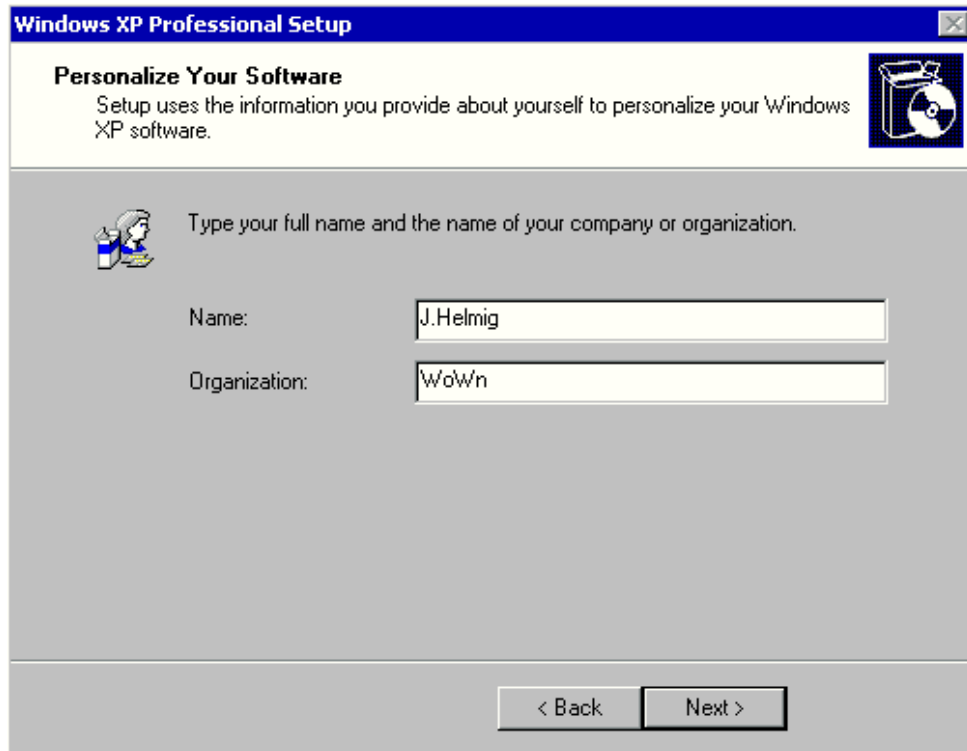 Windows XP Professional Setup
Personalize Your Software
Setup uses the information you provide about yourself to personalize your Windows
XP software.
Type your full name and the name of your company or organization.
Name:
J.Helmig
Organization:
WoWn
< Back
Next >